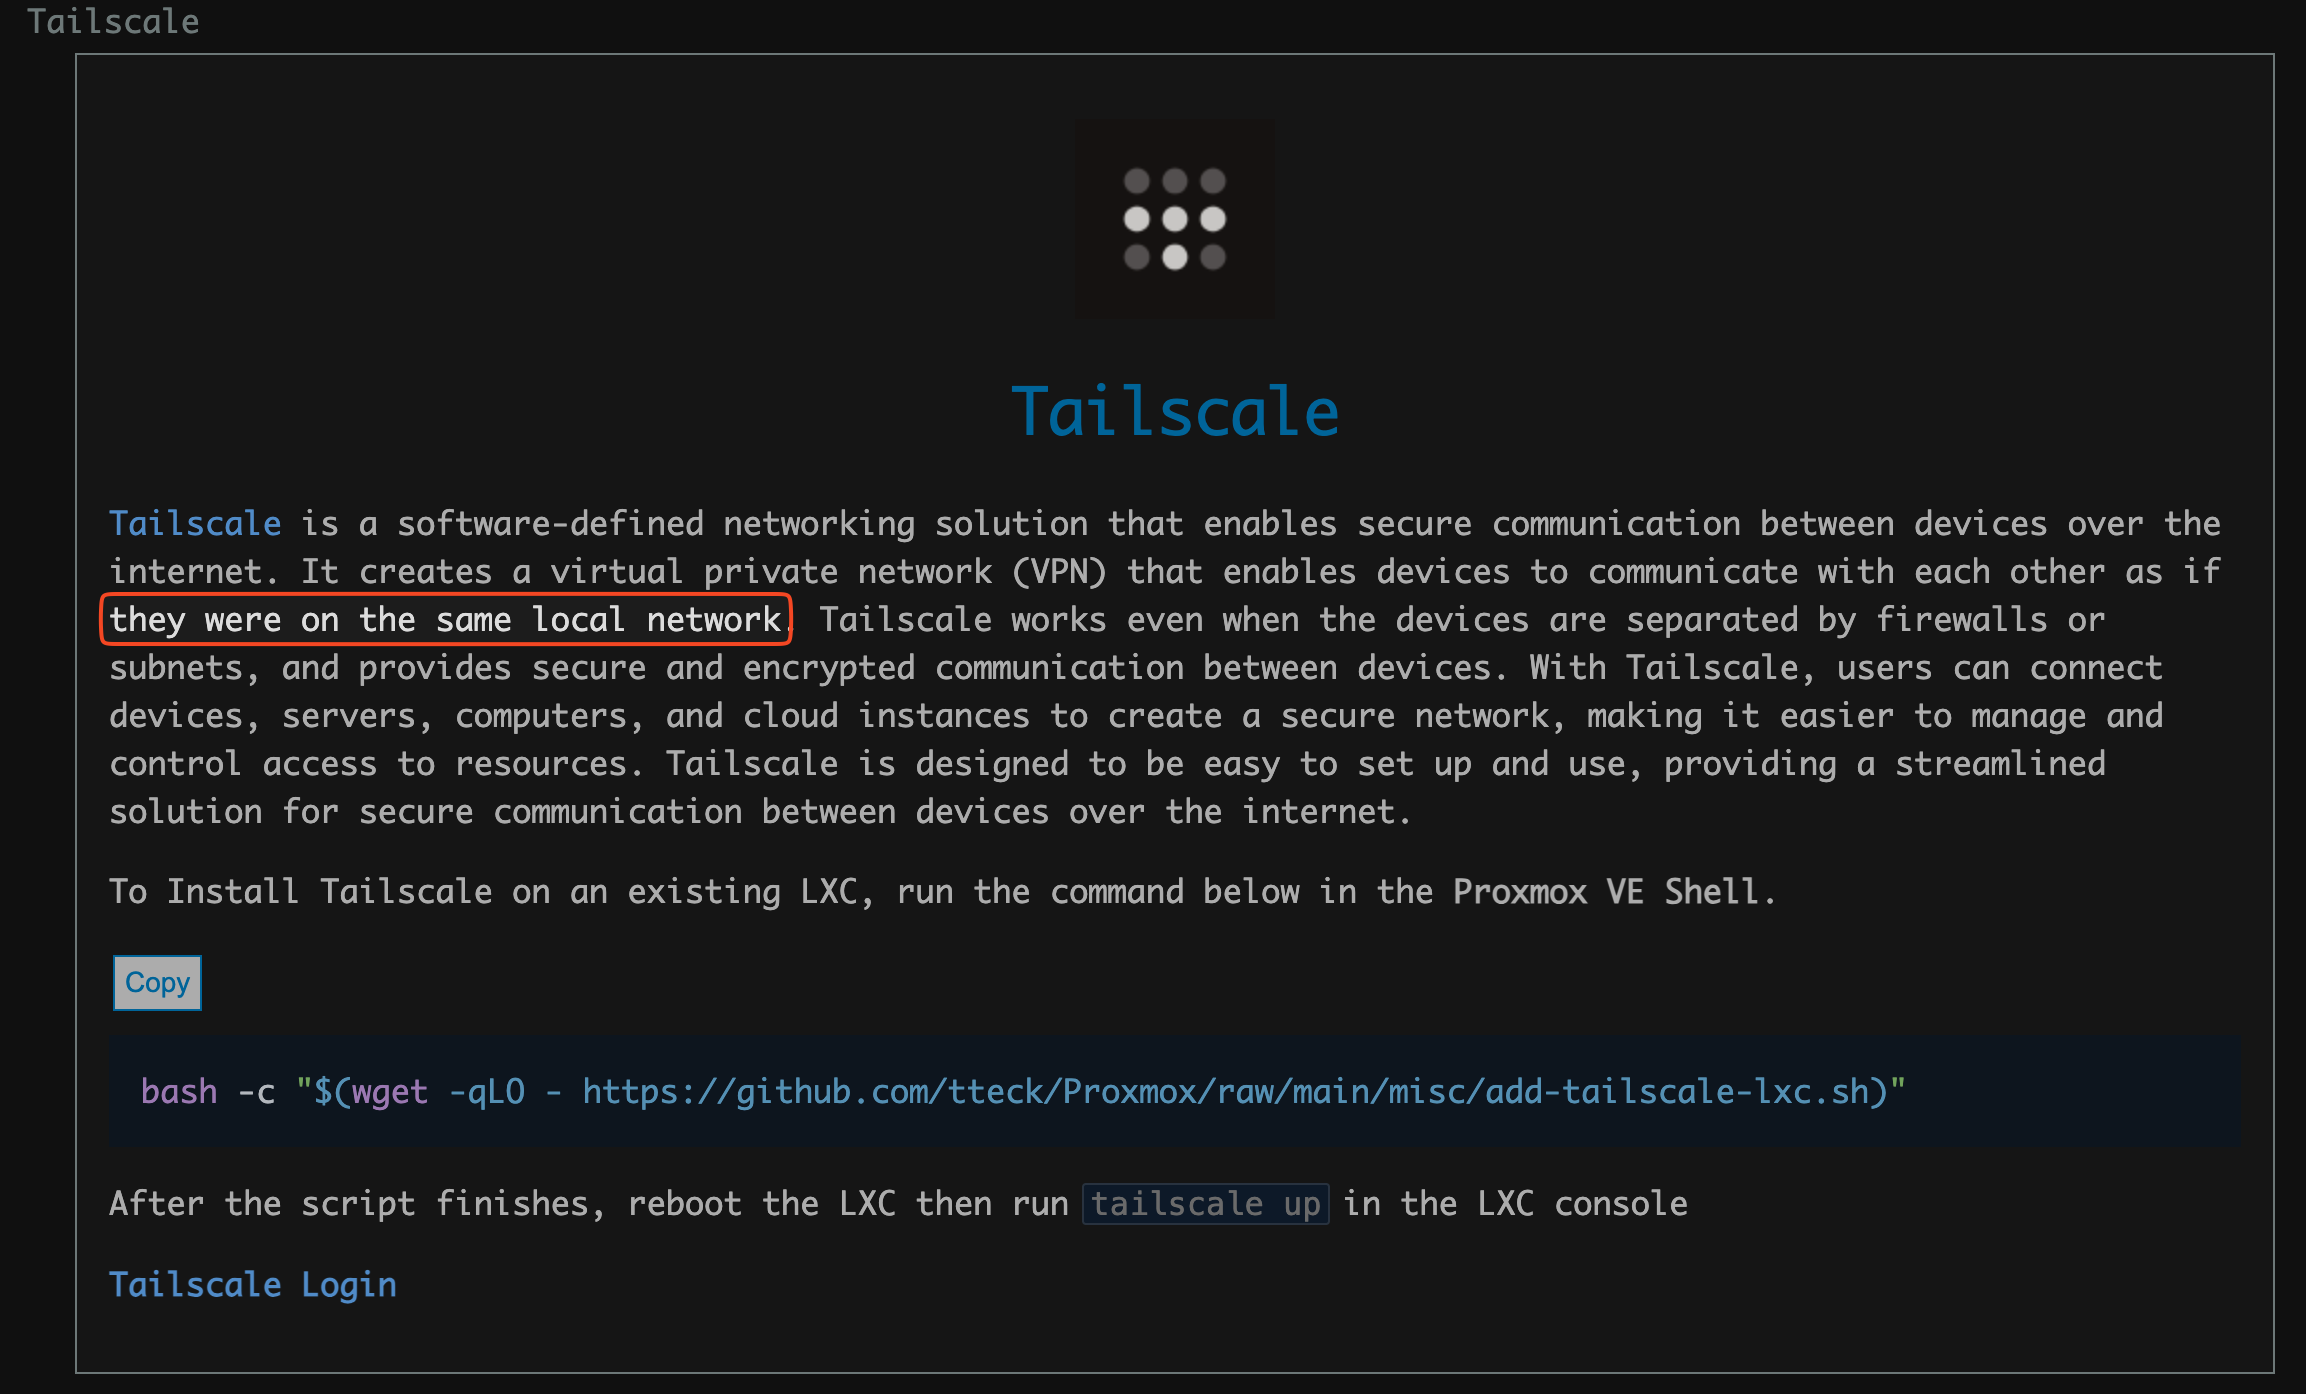 Tailscale
Tailscale
Tailscale is a software-defined networking solution that enables secure communication between devices over the
internet. It creates a virtual private network (VPN) that enables devices to communicate with each other as if
they were on the same local network. Tailscale works even when the devices are separated by firewalls or
subnets, and provides secure and encrypted communication between devices. With Tailscale, users can connect
devices, servers, computers, and cloud instances to create a secure network, making it easier to manage and
control access to resources. Tailscale is designed to be easy to set up and use, providing a streamlined
solution for secure communication between devices over the internet.
To Install Tailscale on an existing LXC, run the command below in the Proxmox VE Shell.
Copy
bash -c "$(wget -qLO - https://github.com/tteck/Proxmox/raw/main/misc/add-tailscale-lxc.sh)"
After the script finishes, reboot the LXC then run tailscale up in the LXC console
Tailscale Login